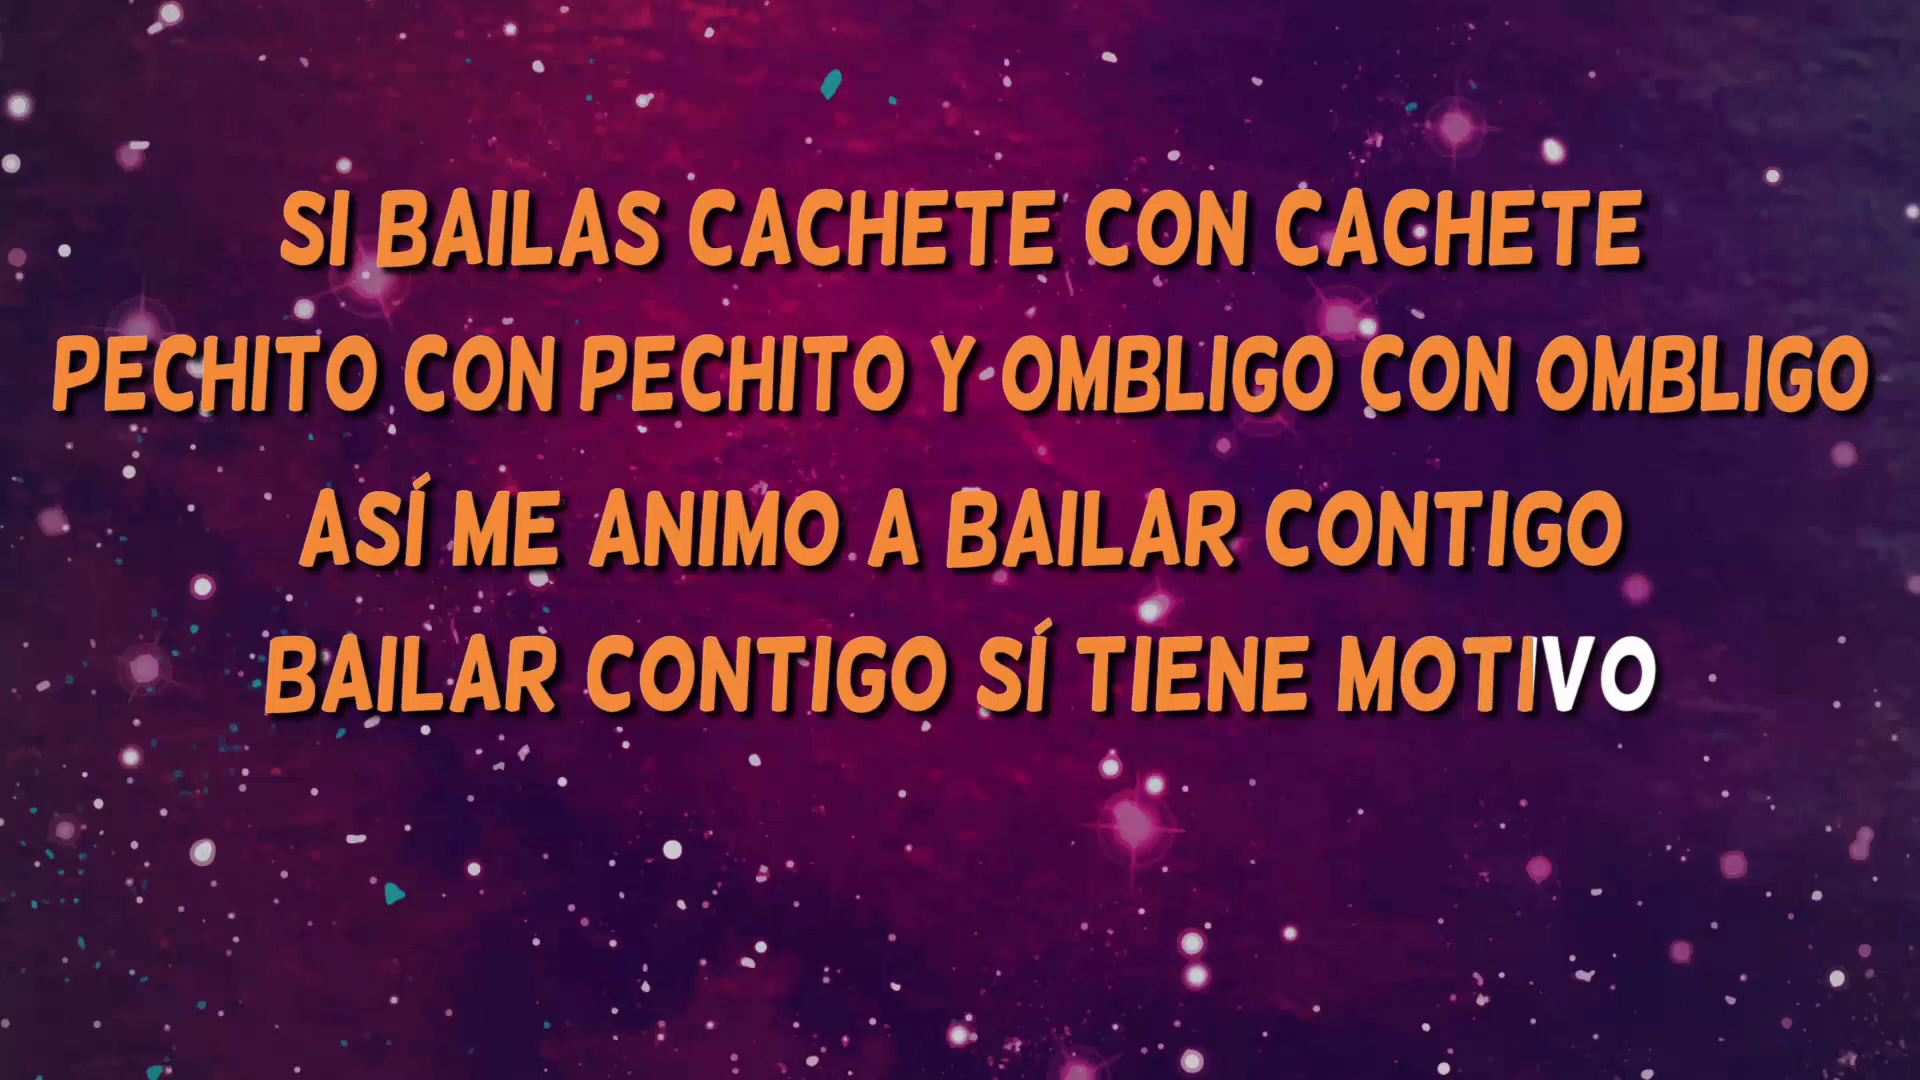 SI BAILAS CACHETE CON CACHETE
PECHITO CON PECHITO Y OMBLIGO CON OMBLIGO
ASÍ ME ANIMO A BAILAR CONTIGO
BAILAR CONTIGO SÍ TIENE MOTIVO